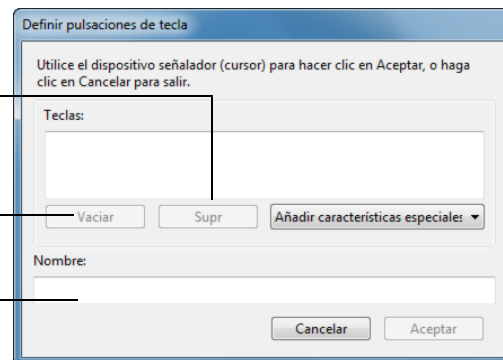 Definir pulsaciones de tecla
Utilice el dispositivo señalador (cursor) para hacer clic en Aceptar, o haga
clic en Cancelar para salir.
Teclas:
Vaciar Supr Añadir características especiales
Nombre:
Cancelar Aceptar